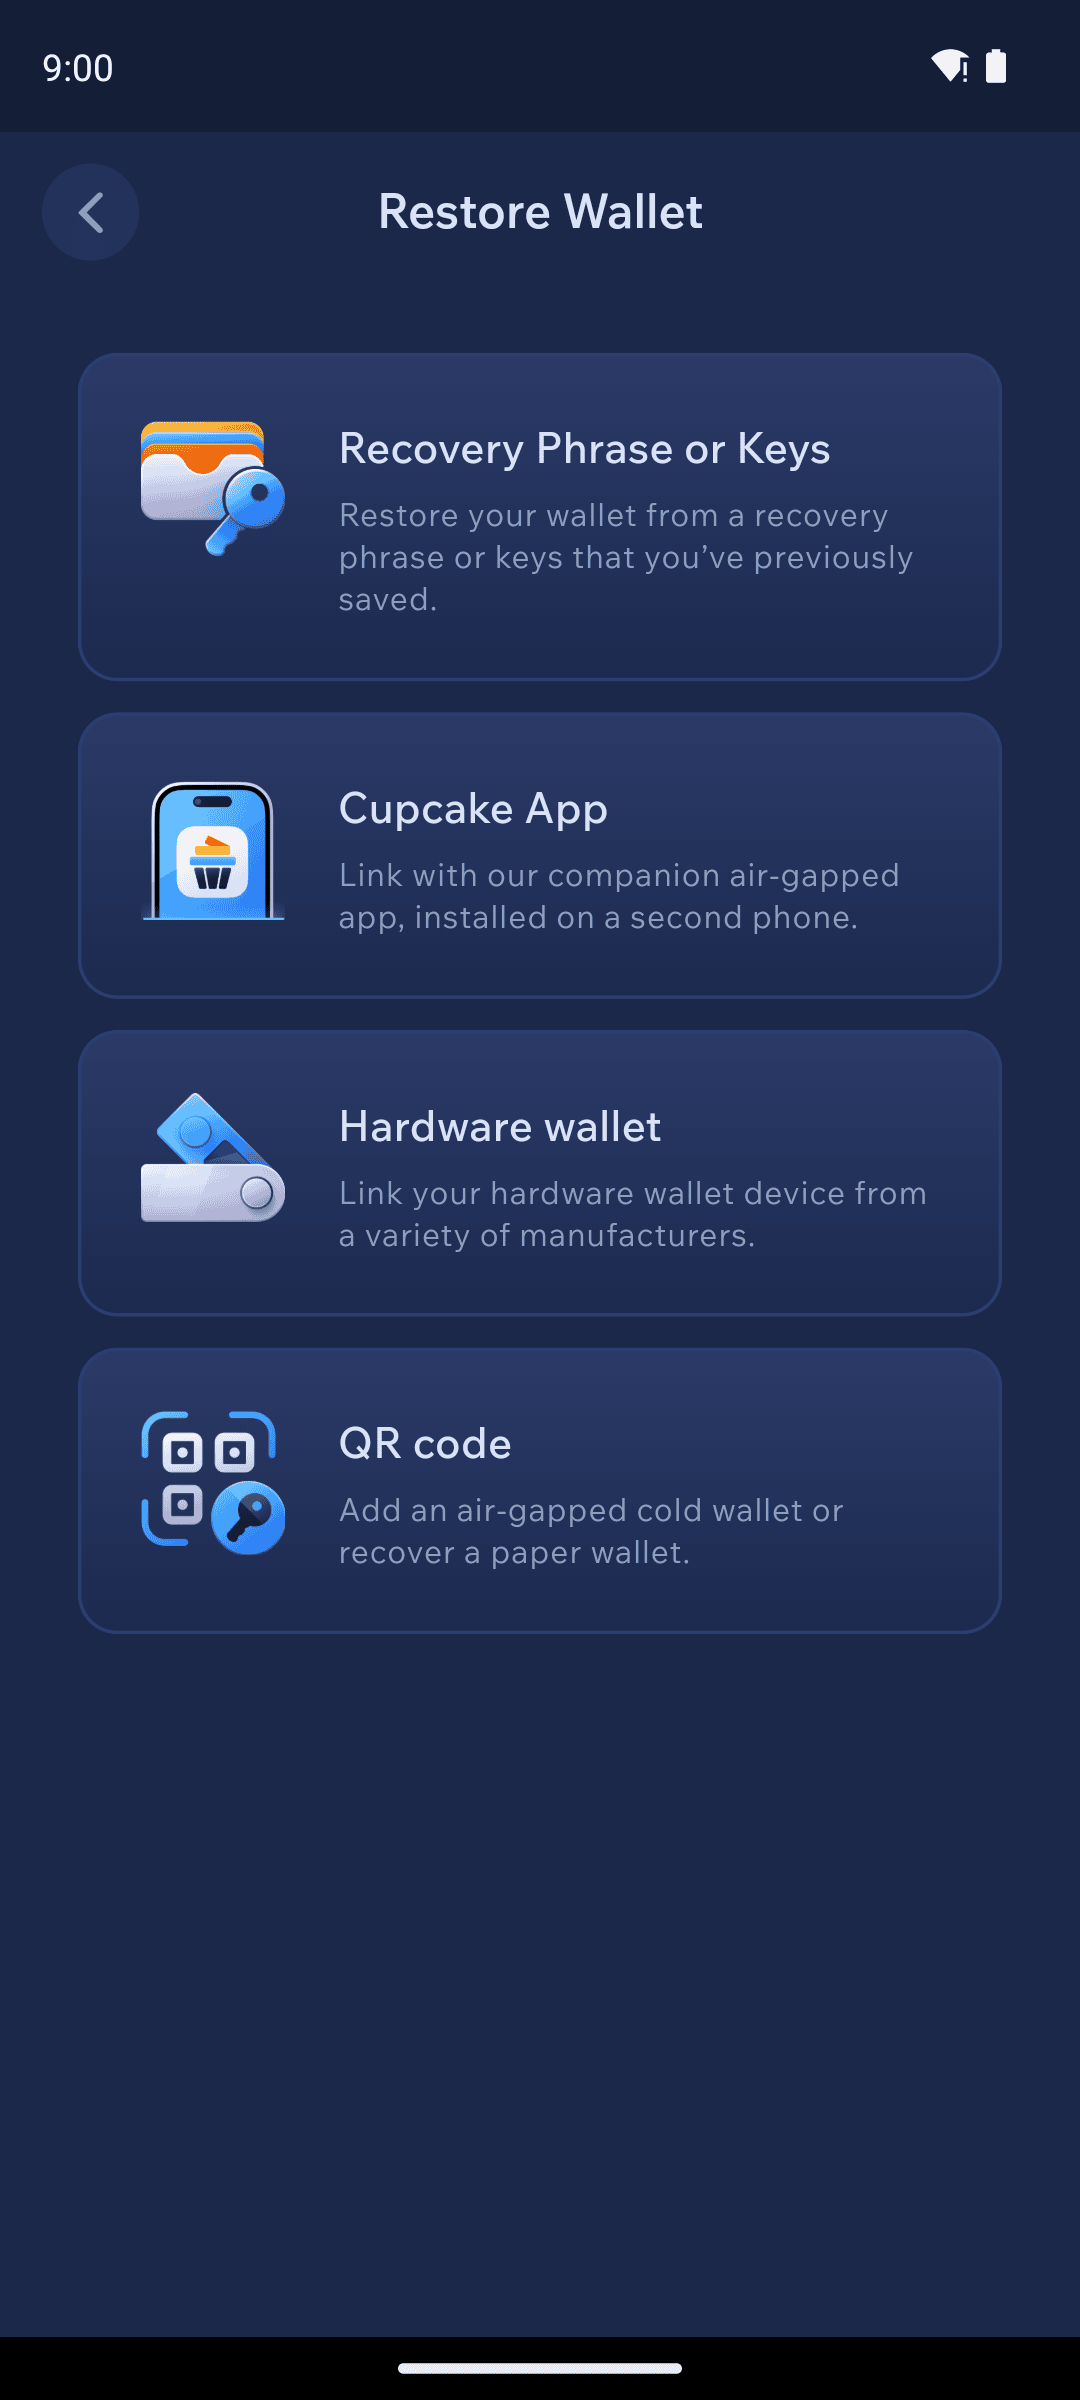 9:00
Restore Wallet
Recovery Phrase or Keys
Restore your wallet from a recovery
phrase or keys that you’ve previously
saved.
Cupcake App
Link with our companion air-gapped
app, installed on a second phone.
Hardware wallet
Link your hardware wallet device from
a variety of manufacturers.
QR code
Add an air-gapped cold wallet or
recover a paper wallet.